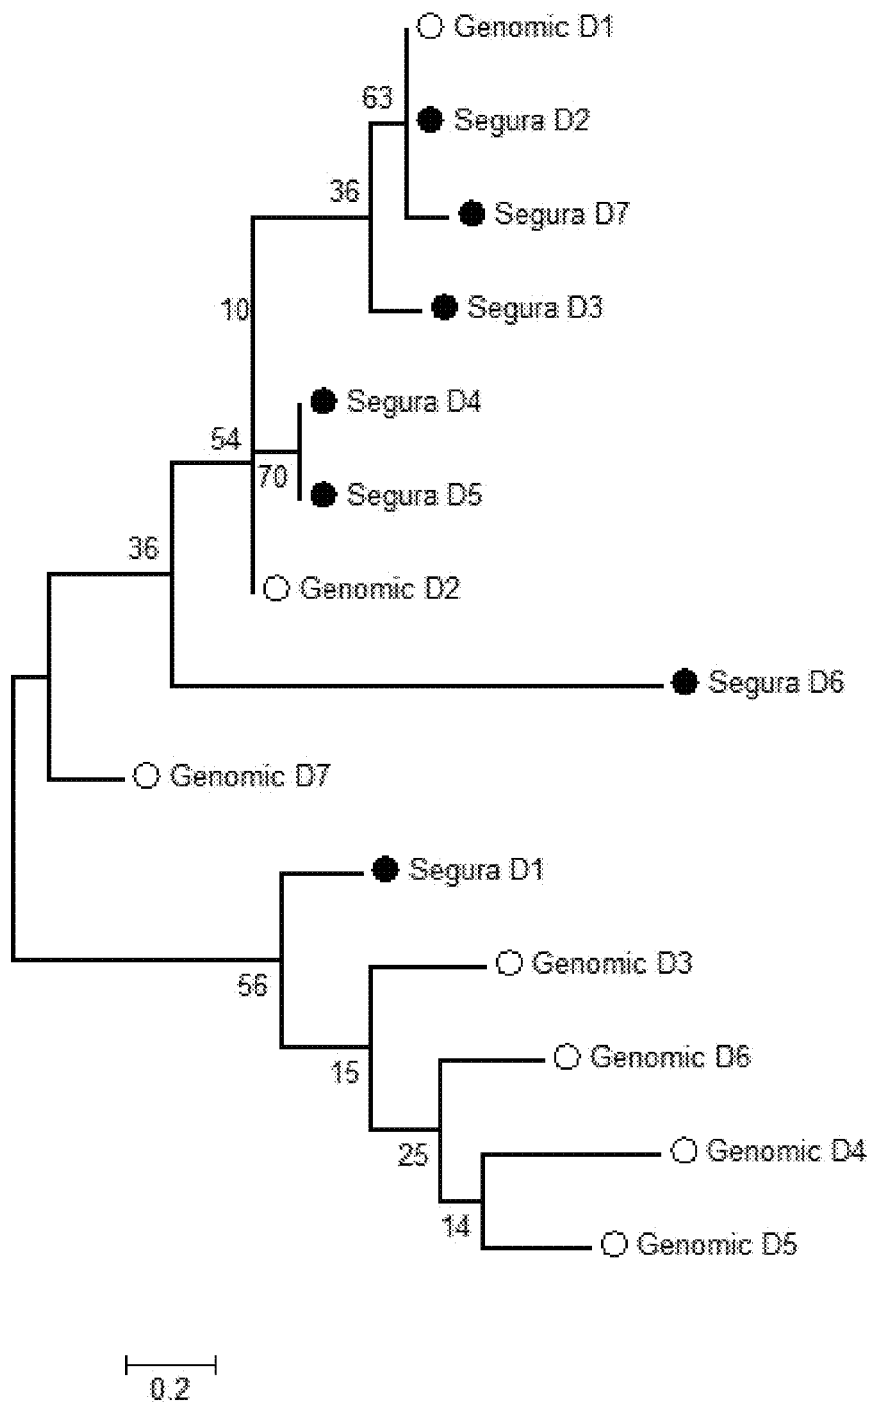 Genomic D1
63
Segura D2
36
Segura D7
10
Segura D3
Segura D4
54
70
Segura D5
36
Genomic D2
Segura D6
Genomic D7
Segura D1
56
Genomic D3
15
Genomic D6
25
Genomic D4
14
Genomic D5
0.2